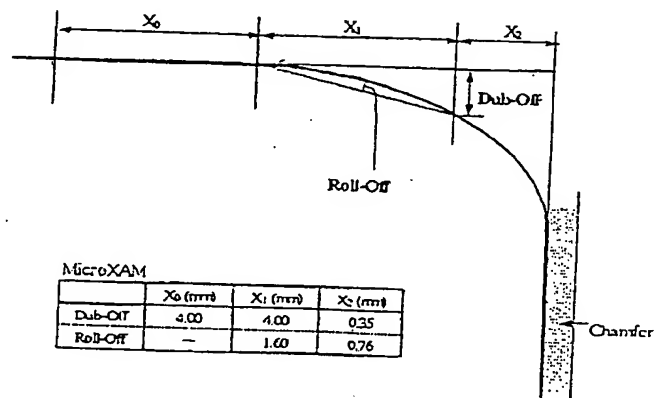 X₀ X₁ X₂
Dub-Off
Roll-Off
MicroXAM
X₀ (mm) X₁ (mm) X₂ (mm)
Dub-Off 4.00 4.00 0.35
Roll-Off — 1.60 0.76
Chamfer